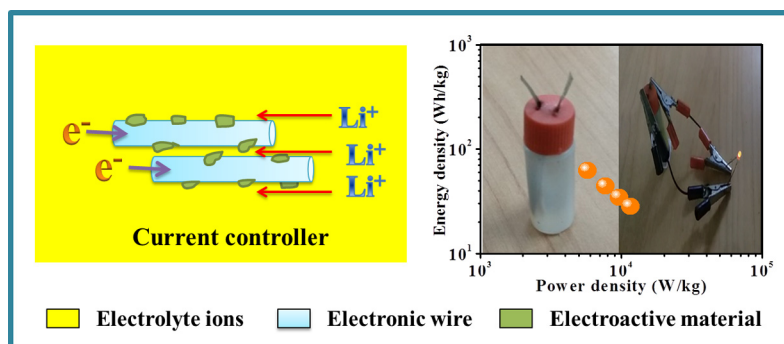 e⁻
Li⁺
e⁻
Li⁺
Li⁺
Current controller
Energy density (Wh/kg)
10³
10²
10¹
10³
10⁴
10⁵
Power density (W/kg)
Electrolyte ions
Electronic wire
Electroactive material